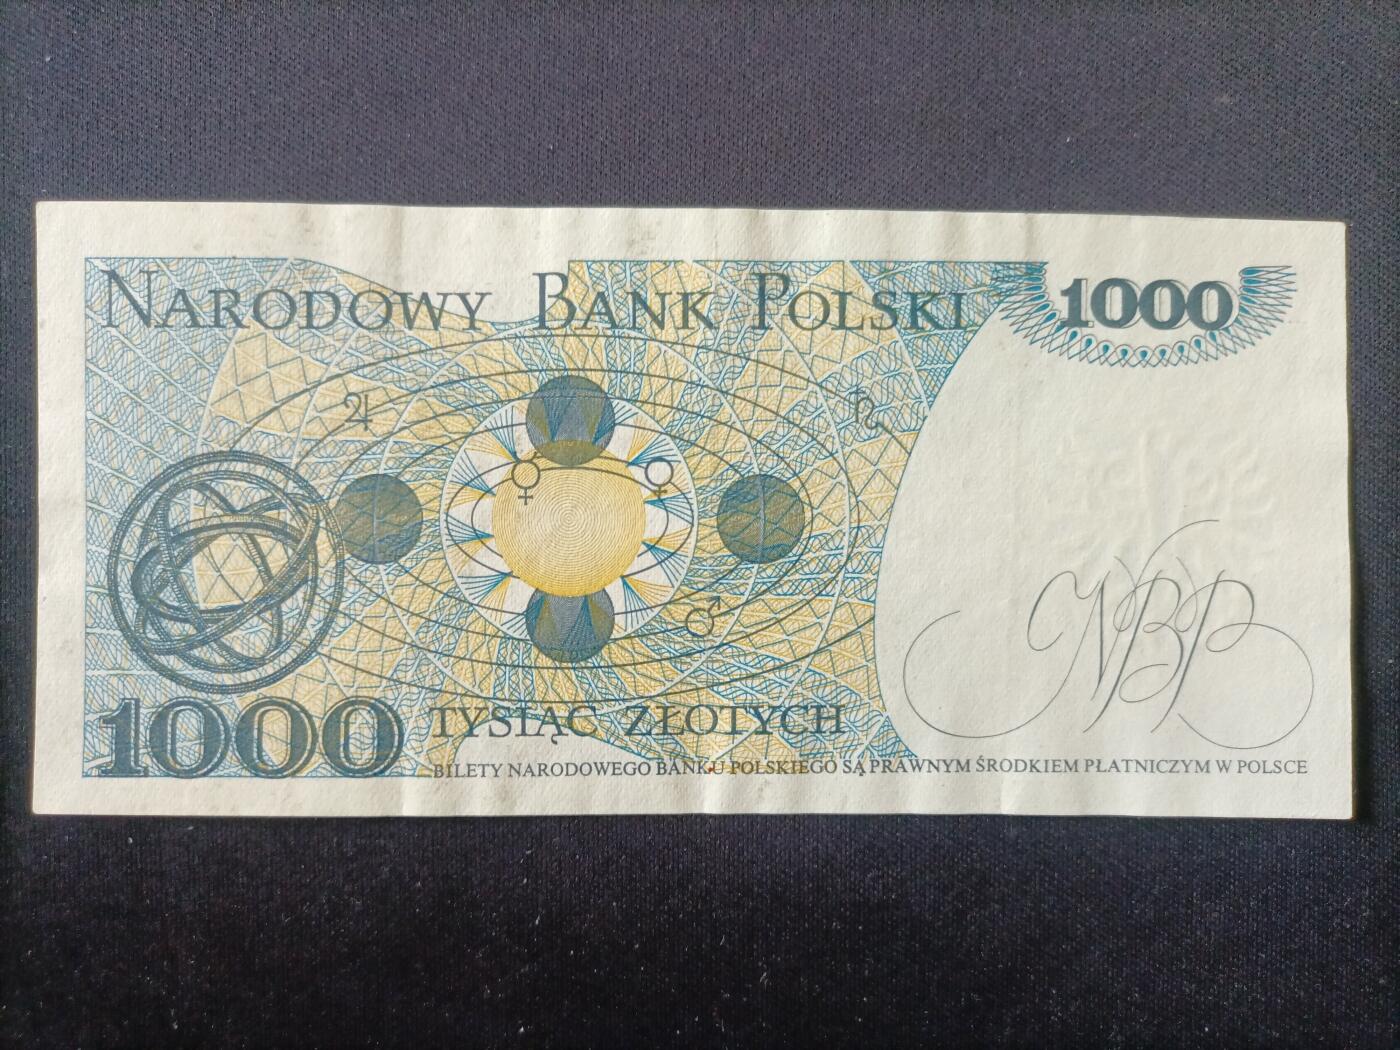 NARODOWY BANK POLSKI
1000
NBP
1000 TYSIĄC ZŁOTYCH
BILETY NARODOWEGO BANKU POLSKIEGO SĄ PRAWNYM ŚRODKIEM PŁATNICZYM W POLSCE